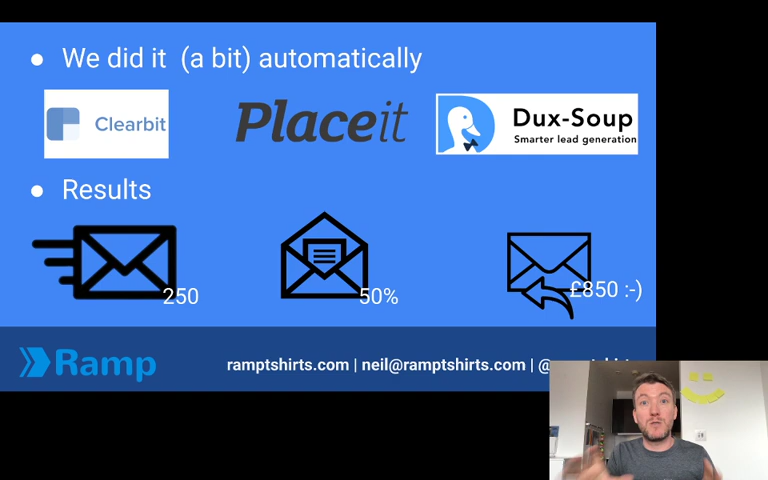 We did it (a bit) automatically
Clearbit
Placeit
Dux-Soup
Smarter lead generation
Results
250
50%
£850 :-)
Ramp
ramptshirts.com | neil@ramptshirts.com | @